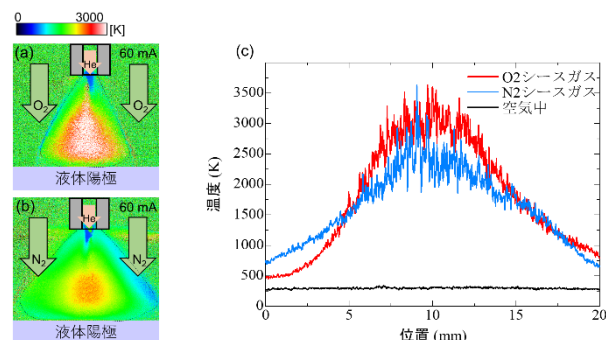 0 3000 [K]
(a) 60 mA
He
O₂ O₂
液体陽極
(b) 60 mA
He
N₂ N₂
液体陽極
(c)
O2シースガス
N2シースガス
空気中
温度 (K)
3500
3000
2500
2000
1500
1000
500
0
0 5 10 15 20
位置 (mm)